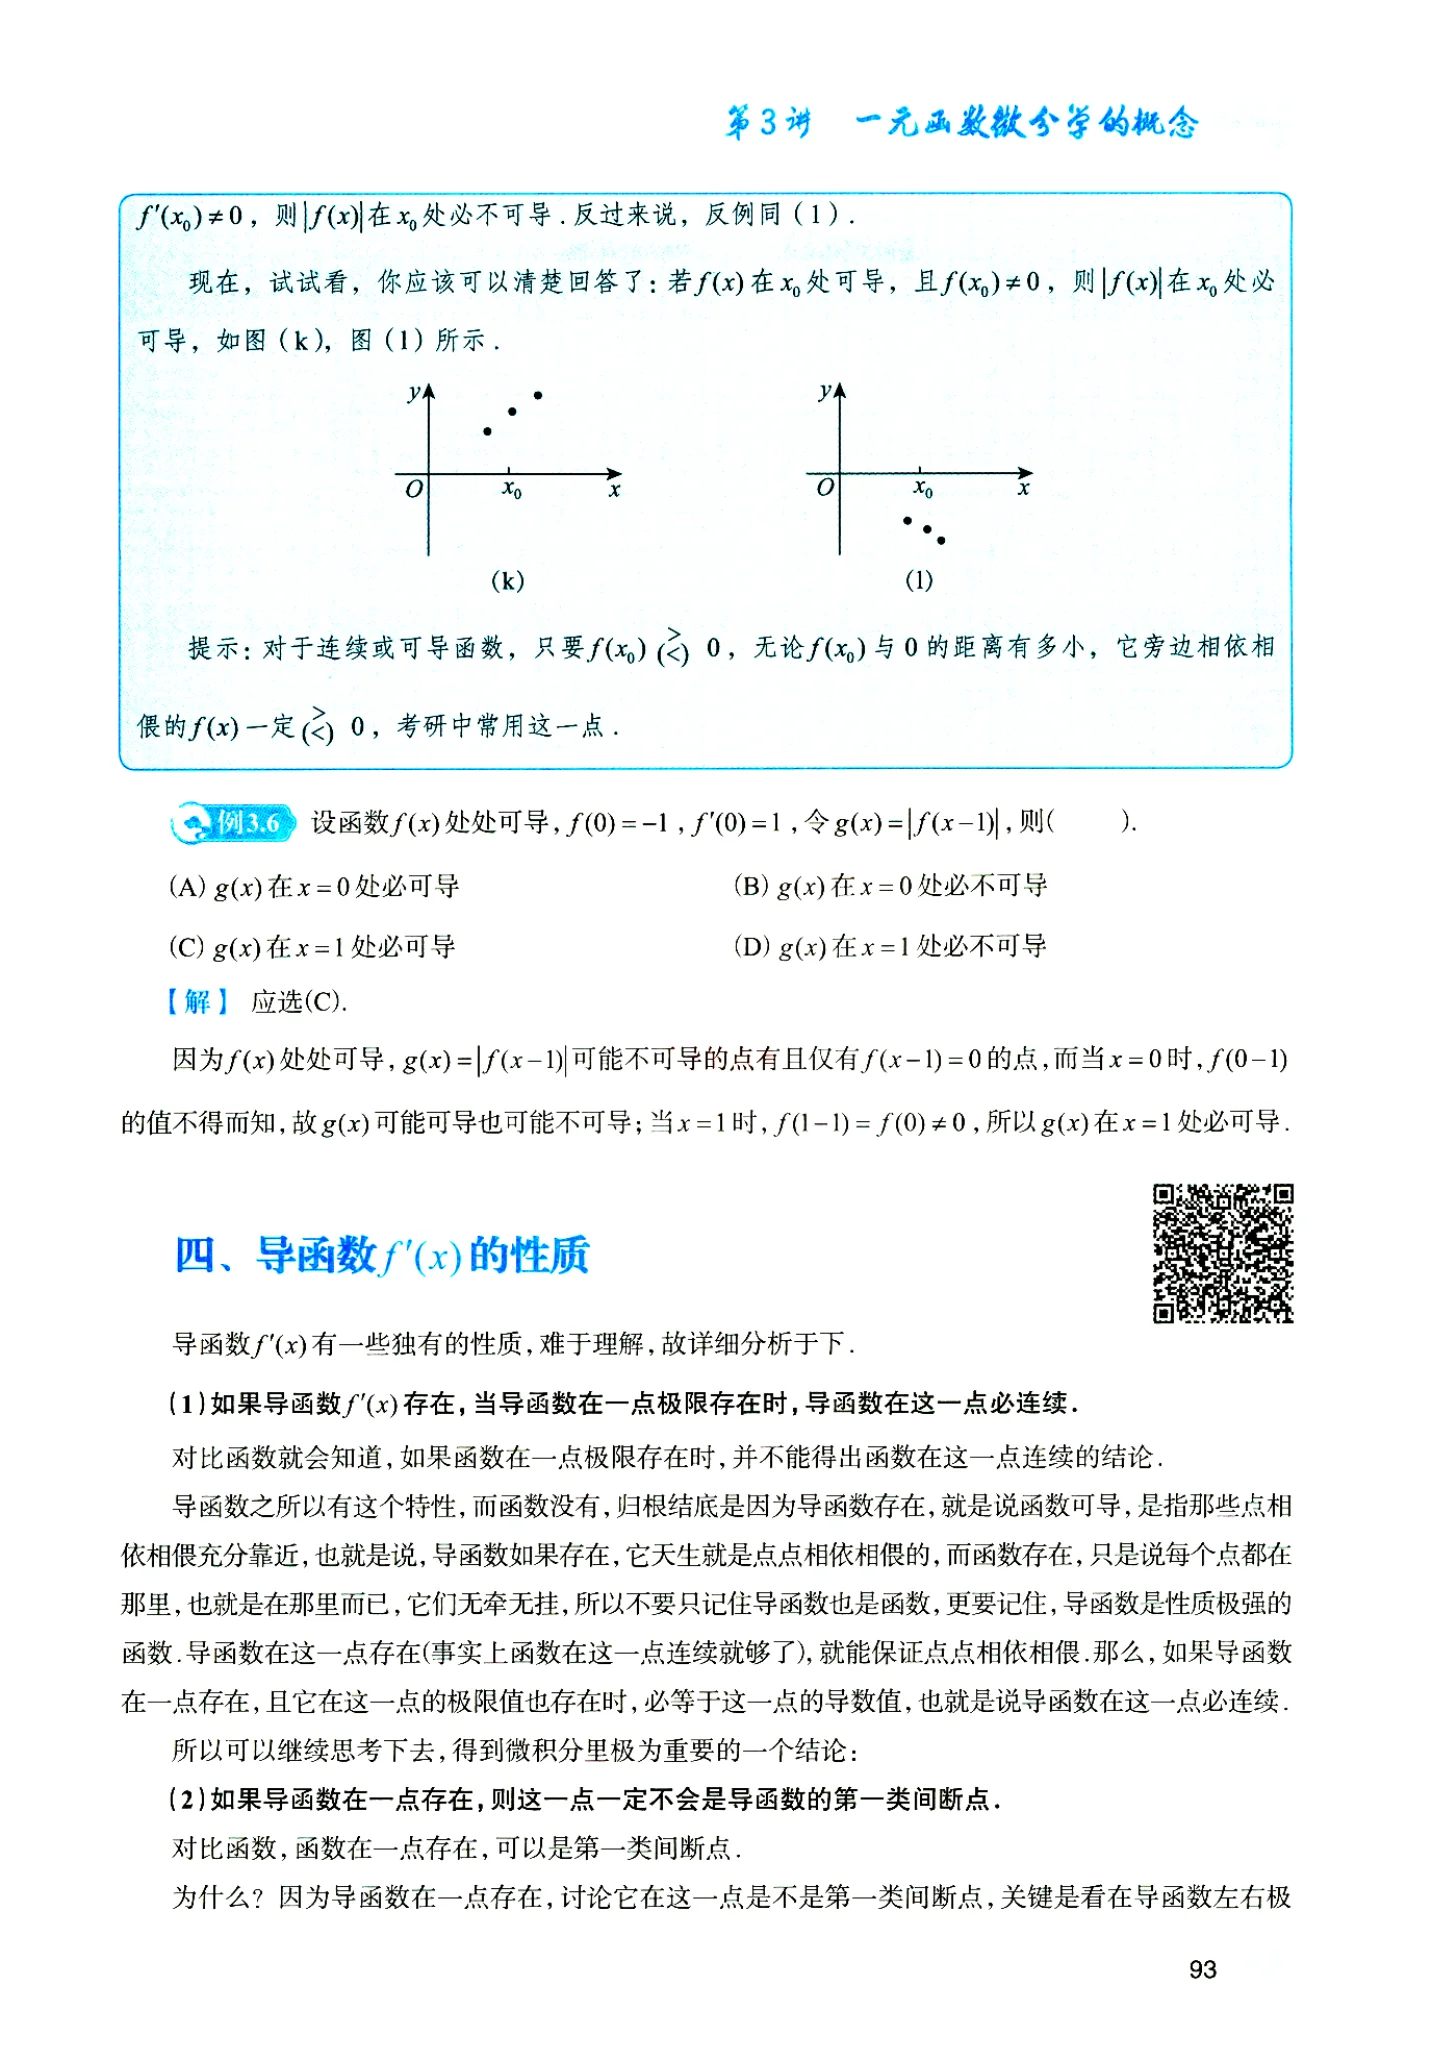 第3讲 一元函数微分学的概念
f′(x₀)≠0，则|f(x)|在x₀处必不可导.反过来说，反例同（1）.
现在，试试看，你应该可以清楚回答了：若f(x)在x₀处可导，且f(x₀)≠0，则|f(x)|在x₀处必
可导，如图（k），图（l）所示.
y
O
x₀
x
(k)
y
O
x₀
x
(l)
提示：对于连续或可导函数，只要f(x₀) >(<) 0，无论f(x₀)与0的距离有多小，它旁边相依相
偎的f(x)一定 >(<) 0，考研中常用这一点.
例3.6 设函数f(x)处处可导，f(0)=−1，f′(0)=1，令g(x)=|f(x−1)|，则( ).
(A) g(x)在x=0处必可导 (B) g(x)在x=0处必不可导
(C) g(x)在x=1处必可导 (D) g(x)在x=1处必不可导
【解】 应选(C).
因为f(x)处处可导，g(x)=|f(x−1)|可能不可导的点有且仅有f(x−1)=0的点，而当x=0时，f(0−1)
的值不得而知，故g(x)可能可导也可能不可导；当x=1时，f(1−1)=f(0)≠0，所以g(x)在x=1处必可导.
四、导函数f′(x)的性质
导函数f′(x)有一些独有的性质，难于理解，故详细分析于下.
(1)如果导函数f′(x)存在，当导函数在一点极限存在时，导函数在这一点必连续.
对比函数就会知道，如果函数在一点极限存在时，并不能得出函数在这一点连续的结论.
导函数之所以有这个特性，而函数没有，归根结底是因为导函数存在，就是说函数可导，是指那些点相
依相偎充分靠近，也就是说，导函数如果存在，它天生就是点点相依相偎的，而函数存在，只是说每个点都在
那里，也就是在那里而已，它们无牵无挂，所以不要只记住导函数也是函数，更要记住，导函数是性质极强的
函数.导函数在这一点存在(事实上函数在这一点连续就够了)，就能保证点点相依相偎.那么，如果导函数
在一点存在，且它在这一点的极限值也存在时，必等于这一点的导数值，也就是说导函数在这一点必连续.
所以可以继续思考下去，得到微积分里极为重要的一个结论：
(2)如果导函数在一点存在，则这一点一定不会是导函数的第一类间断点.
对比函数，函数在一点存在，可以是第一类间断点.
为什么？因为导函数在一点存在，讨论它在这一点是不是第一类间断点，关键是看在导函数左右极
93